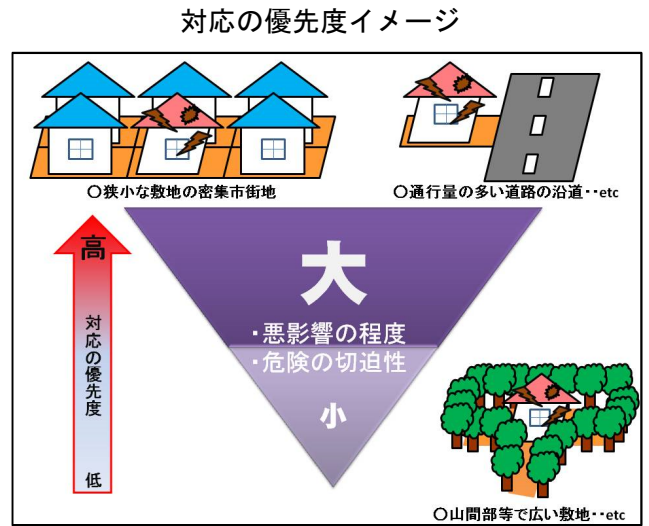 対応の優先度イメージ
〇狭小な敷地の密集市街地
〇通行量の多い道路の沿道・・etc
高
対応の優先度
低
大
・悪影響の程度
・危険の切迫性
小
〇山間部等で広い敷地・・etc